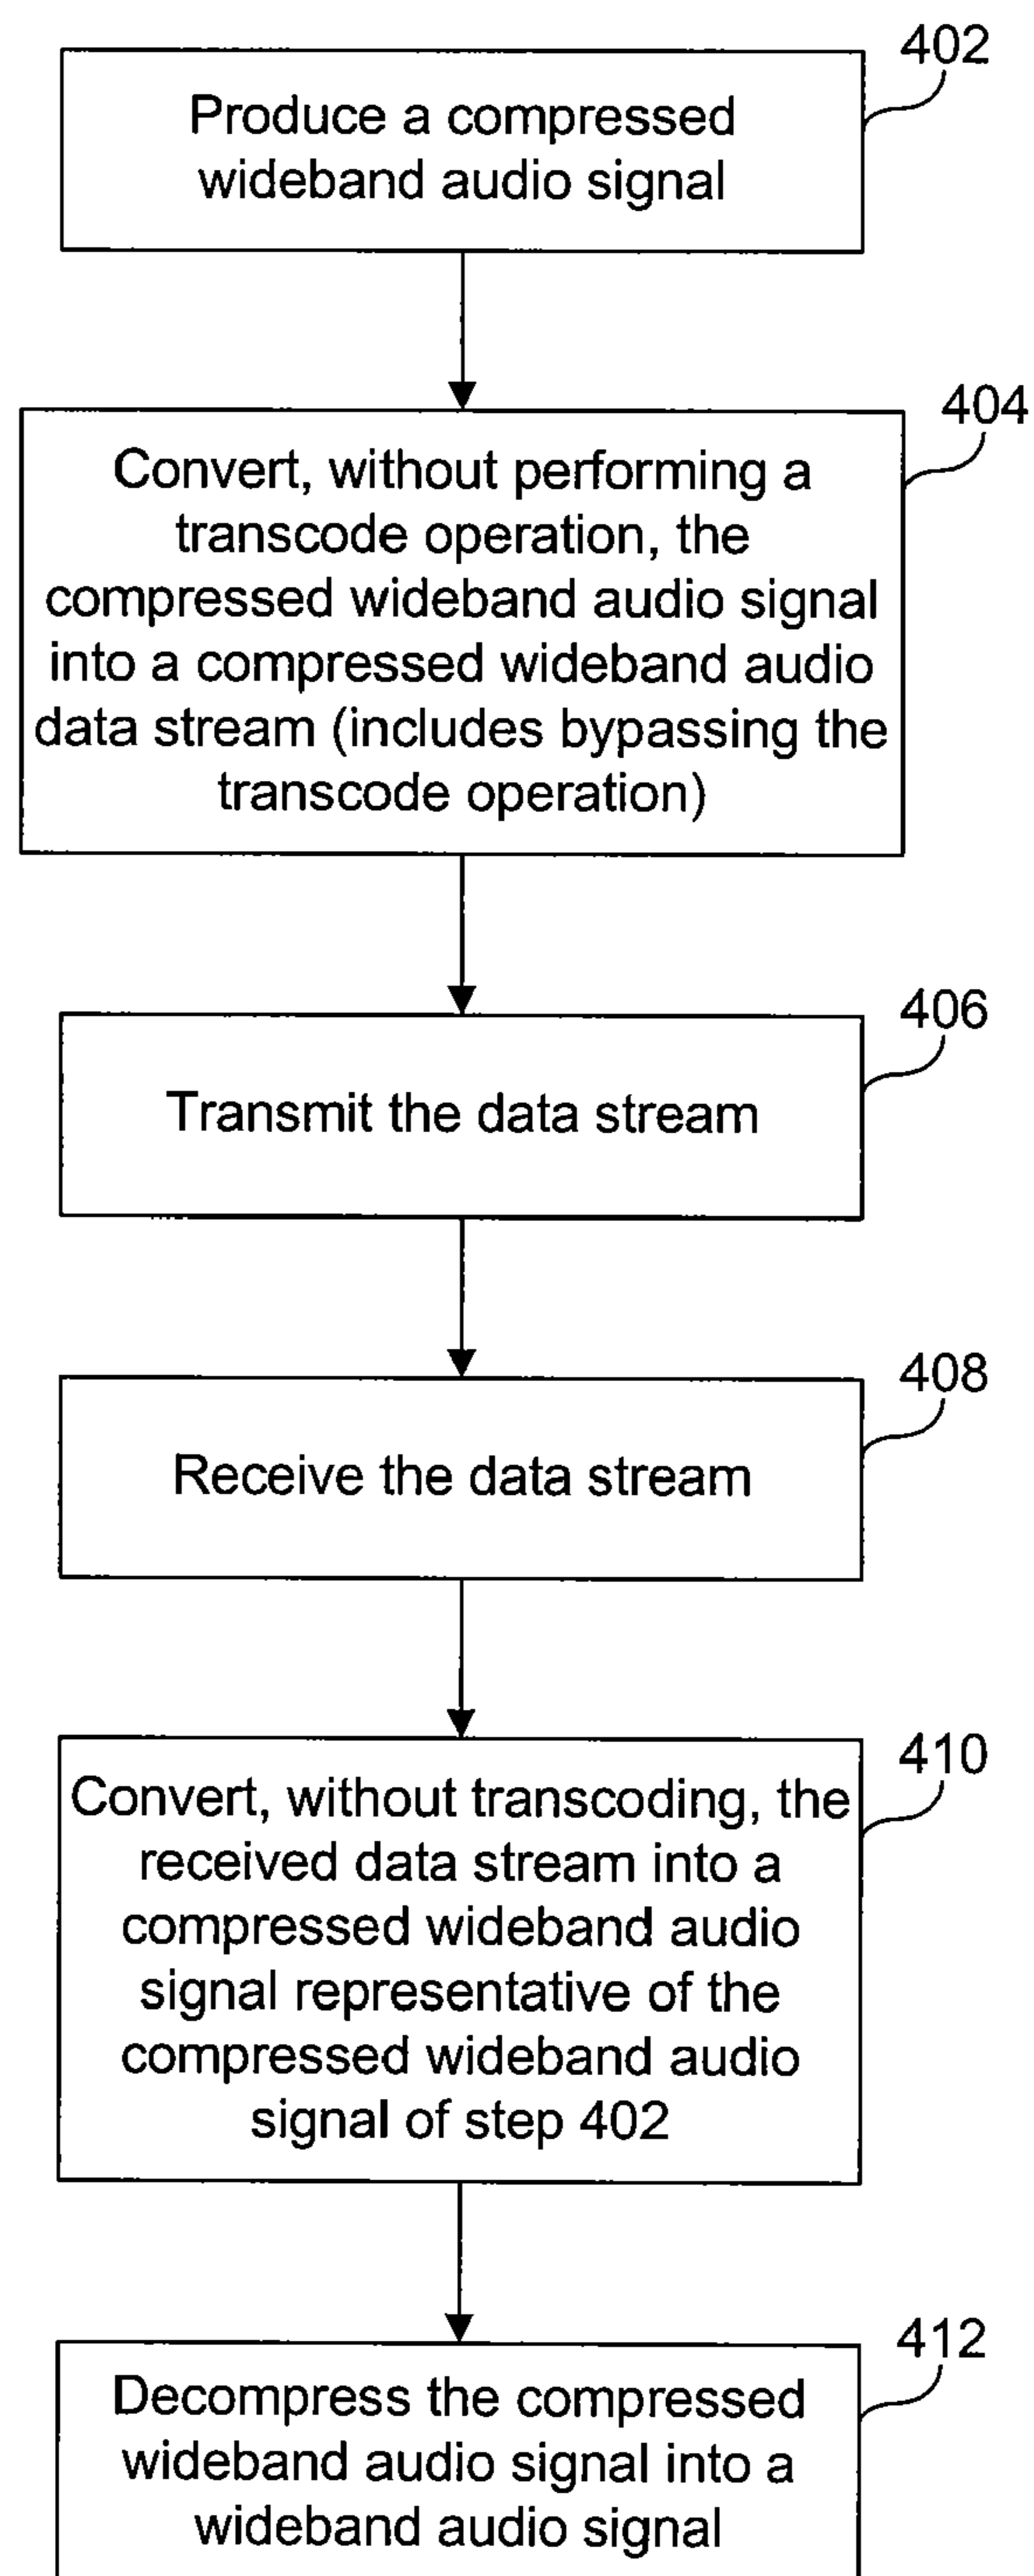 402
Produce a compressed
wideband audio signal
404
Convert, without performing a
transcode operation, the
compressed wideband audio signal
into a compressed wideband audio
data stream (includes bypassing the
transcode operation)
406
Transmit the data stream
408
Receive the data stream
410
Convert, without transcoding, the
received data stream into a
compressed wideband audio
signal representative of the
compressed wideband audio
signal of step 402
412
Decompress the compressed
wideband audio signal into a
wideband audio signal